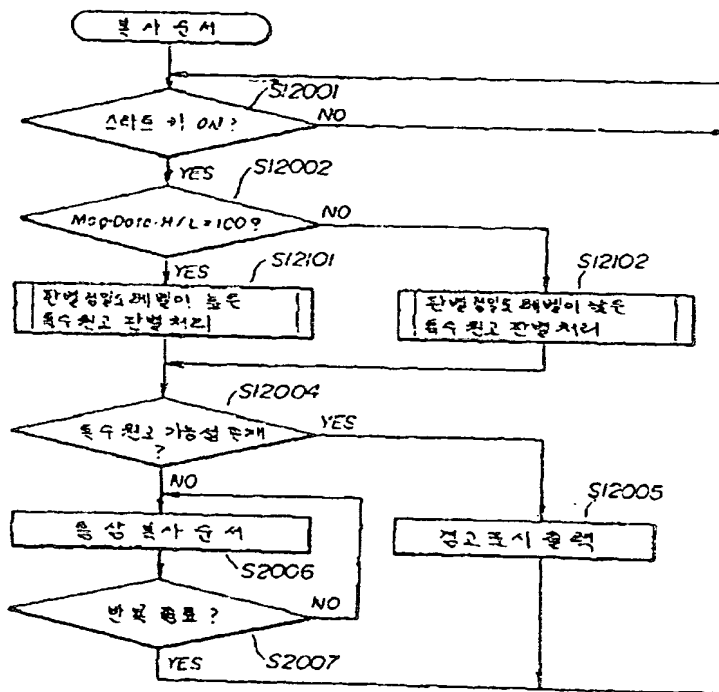 복사 순서
S12001
스타트 키 ON?
NO
YES
S12002
Mag·Data·H/L=100?
NO
YES
S12101
판별정밀도레벨이 높은
특수원고 판별처리
S12102
판별정밀도 레벨이 낮은
특수원고 판별처리
S12004
특수 원고 가능성 존재
?
YES
NO
S12005
통상 복사 순서
경고표시 출력
S2006
반복 종료?
NO
YES
S2007